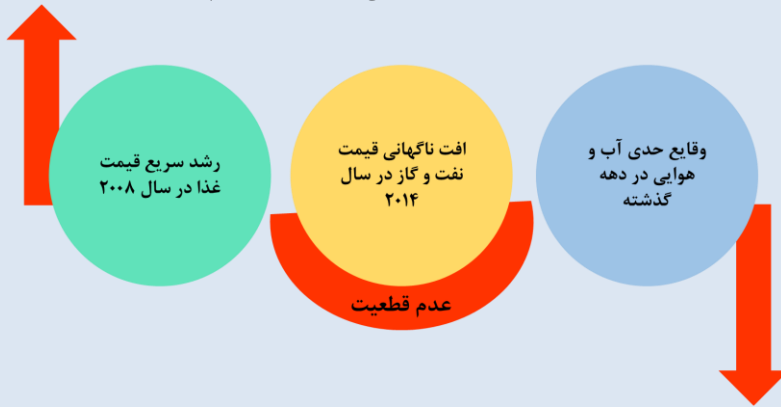 وقایع حدی آب و
هوایی در دهه
گذشته
افت ناگهانی قیمت
نفت و گاز در سال
۲۰۱۴
رشد سریع قیمت
غذا در سال ۲۰۰۸
عدم قطعیت